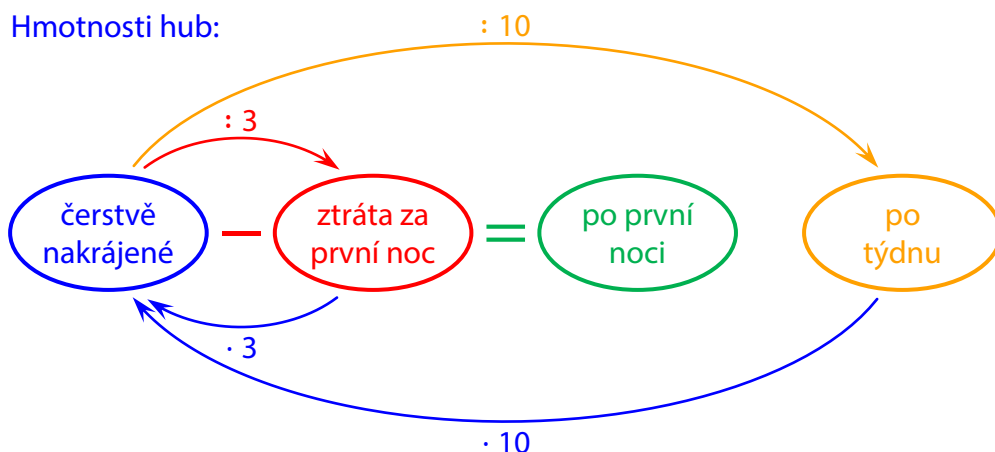 Hmotnosti hub:
: 10
: 3
čerstvě
nakrájené
–
ztráta za
první noc
=
po první
noci
po
týdnu
· 3
· 10